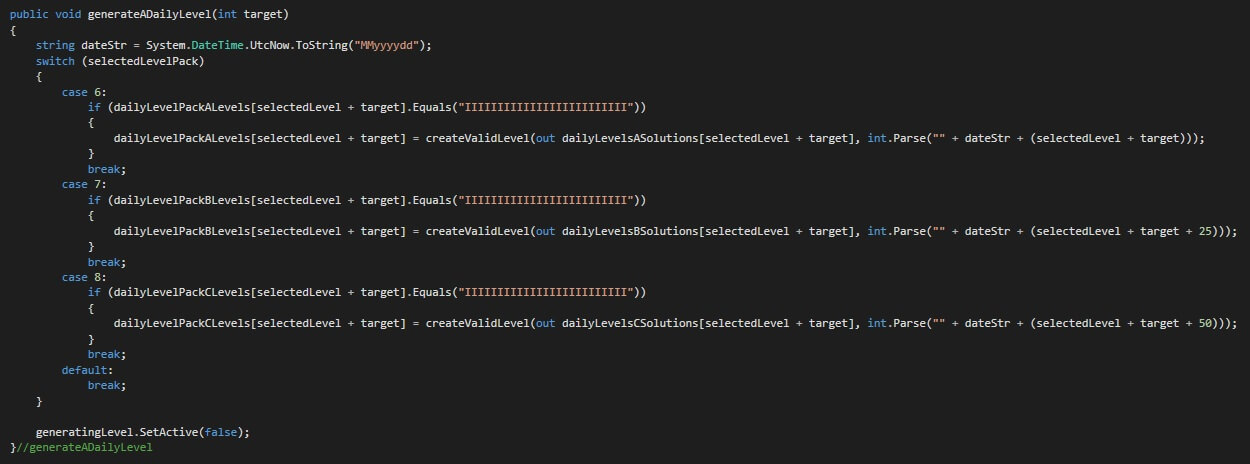 public void generateADailyLevel(int target)
{
    string dateStr = System.DateTime.UtcNow.ToString("MMyyyydd");
    switch (selectedLevelPack)
    {
        case 6:
            if (dailyLevelPackALevels[selectedLevel + target].Equals("IIIIIIIIIIIIIIIIIIIIIIIII"))
            {
                dailyLevelPackALevels[selectedLevel + target] = createValidLevel(out dailyLevelsASolutions[selectedLevel + target], int.Parse("" + dateStr + (selectedLevel + target)));
            }
            break;
        case 7:
            if (dailyLevelPackBLevels[selectedLevel + target].Equals("IIIIIIIIIIIIIIIIIIIIIIIII"))
            {
                dailyLevelPackBLevels[selectedLevel + target] = createValidLevel(out dailyLevelsBSolutions[selectedLevel + target], int.Parse("" + dateStr + (selectedLevel + target + 25)));
            }
            break;
        case 8:
            if (dailyLevelPackCLevels[selectedLevel + target].Equals("IIIIIIIIIIIIIIIIIIIIIIIII"))
            {
                dailyLevelPackCLevels[selectedLevel + target] = createValidLevel(out dailyLevelsCSolutions[selectedLevel + target], int.Parse("" + dateStr + (selectedLevel + target + 50)));
            }
            break;
        default:
            break;
    }

    generatingLevel.SetActive(false);
}//generateADailyLevel